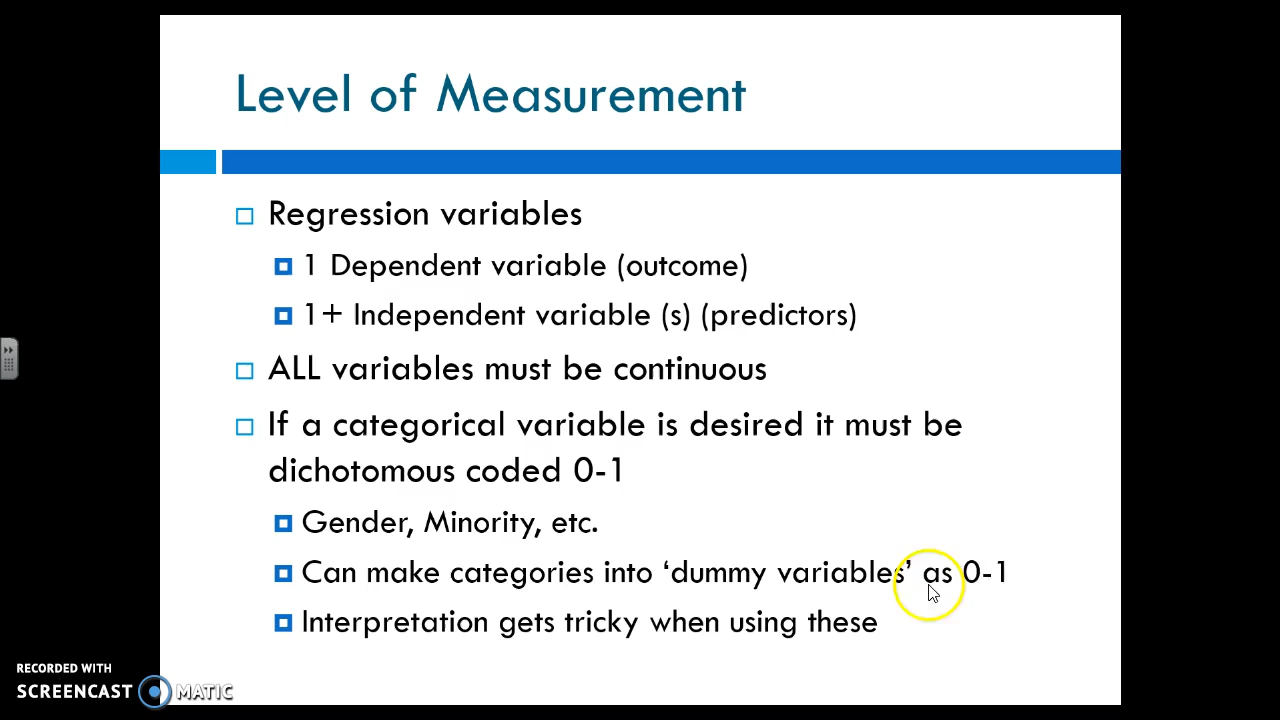 Level of Measurement
Regression variables
1 Dependent variable (outcome)
1+ Independent variable (s) (predictors)
ALL variables must be continuous
If a categorical variable is desired it must be
dichotomous coded 0-1
Gender, Minority, etc.
Can make categories into ‘dummy variables’ as 0-1
Interpretation gets tricky when using these
RECORDED WITH
SCREENCAST MATIC